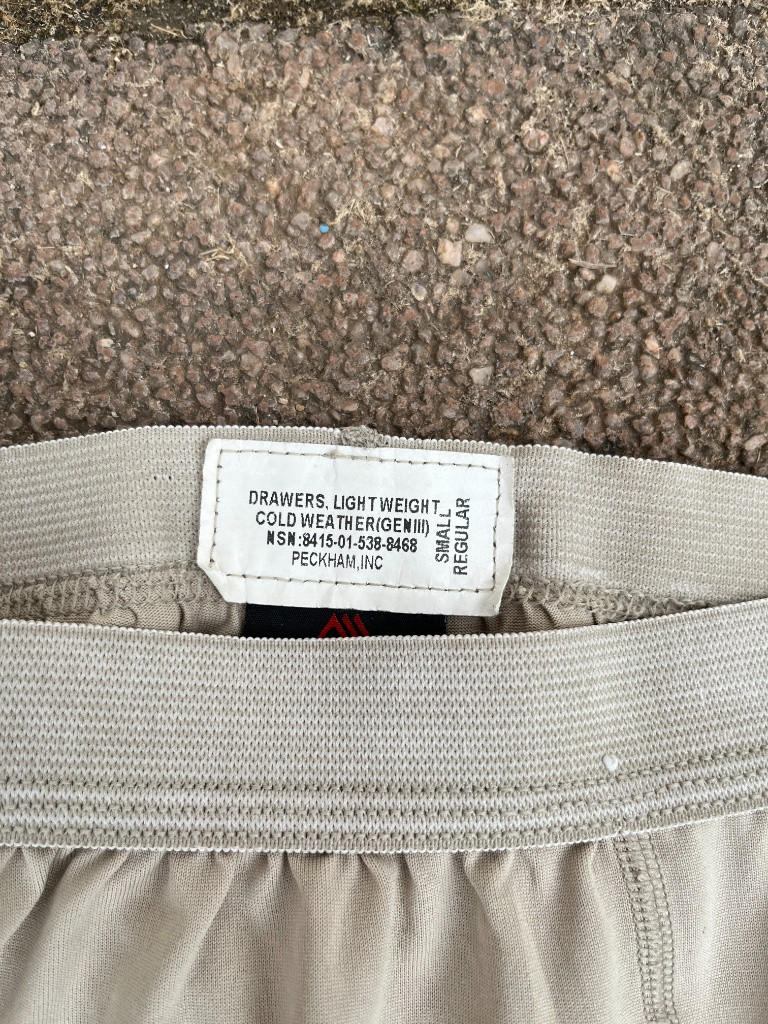 DRAWERS, LIGHT WEIGHT
COLD WEATHER(GENIII)
NSN:8415-01-538-8468
PECKHAM,INC
SMALL
REGULAR